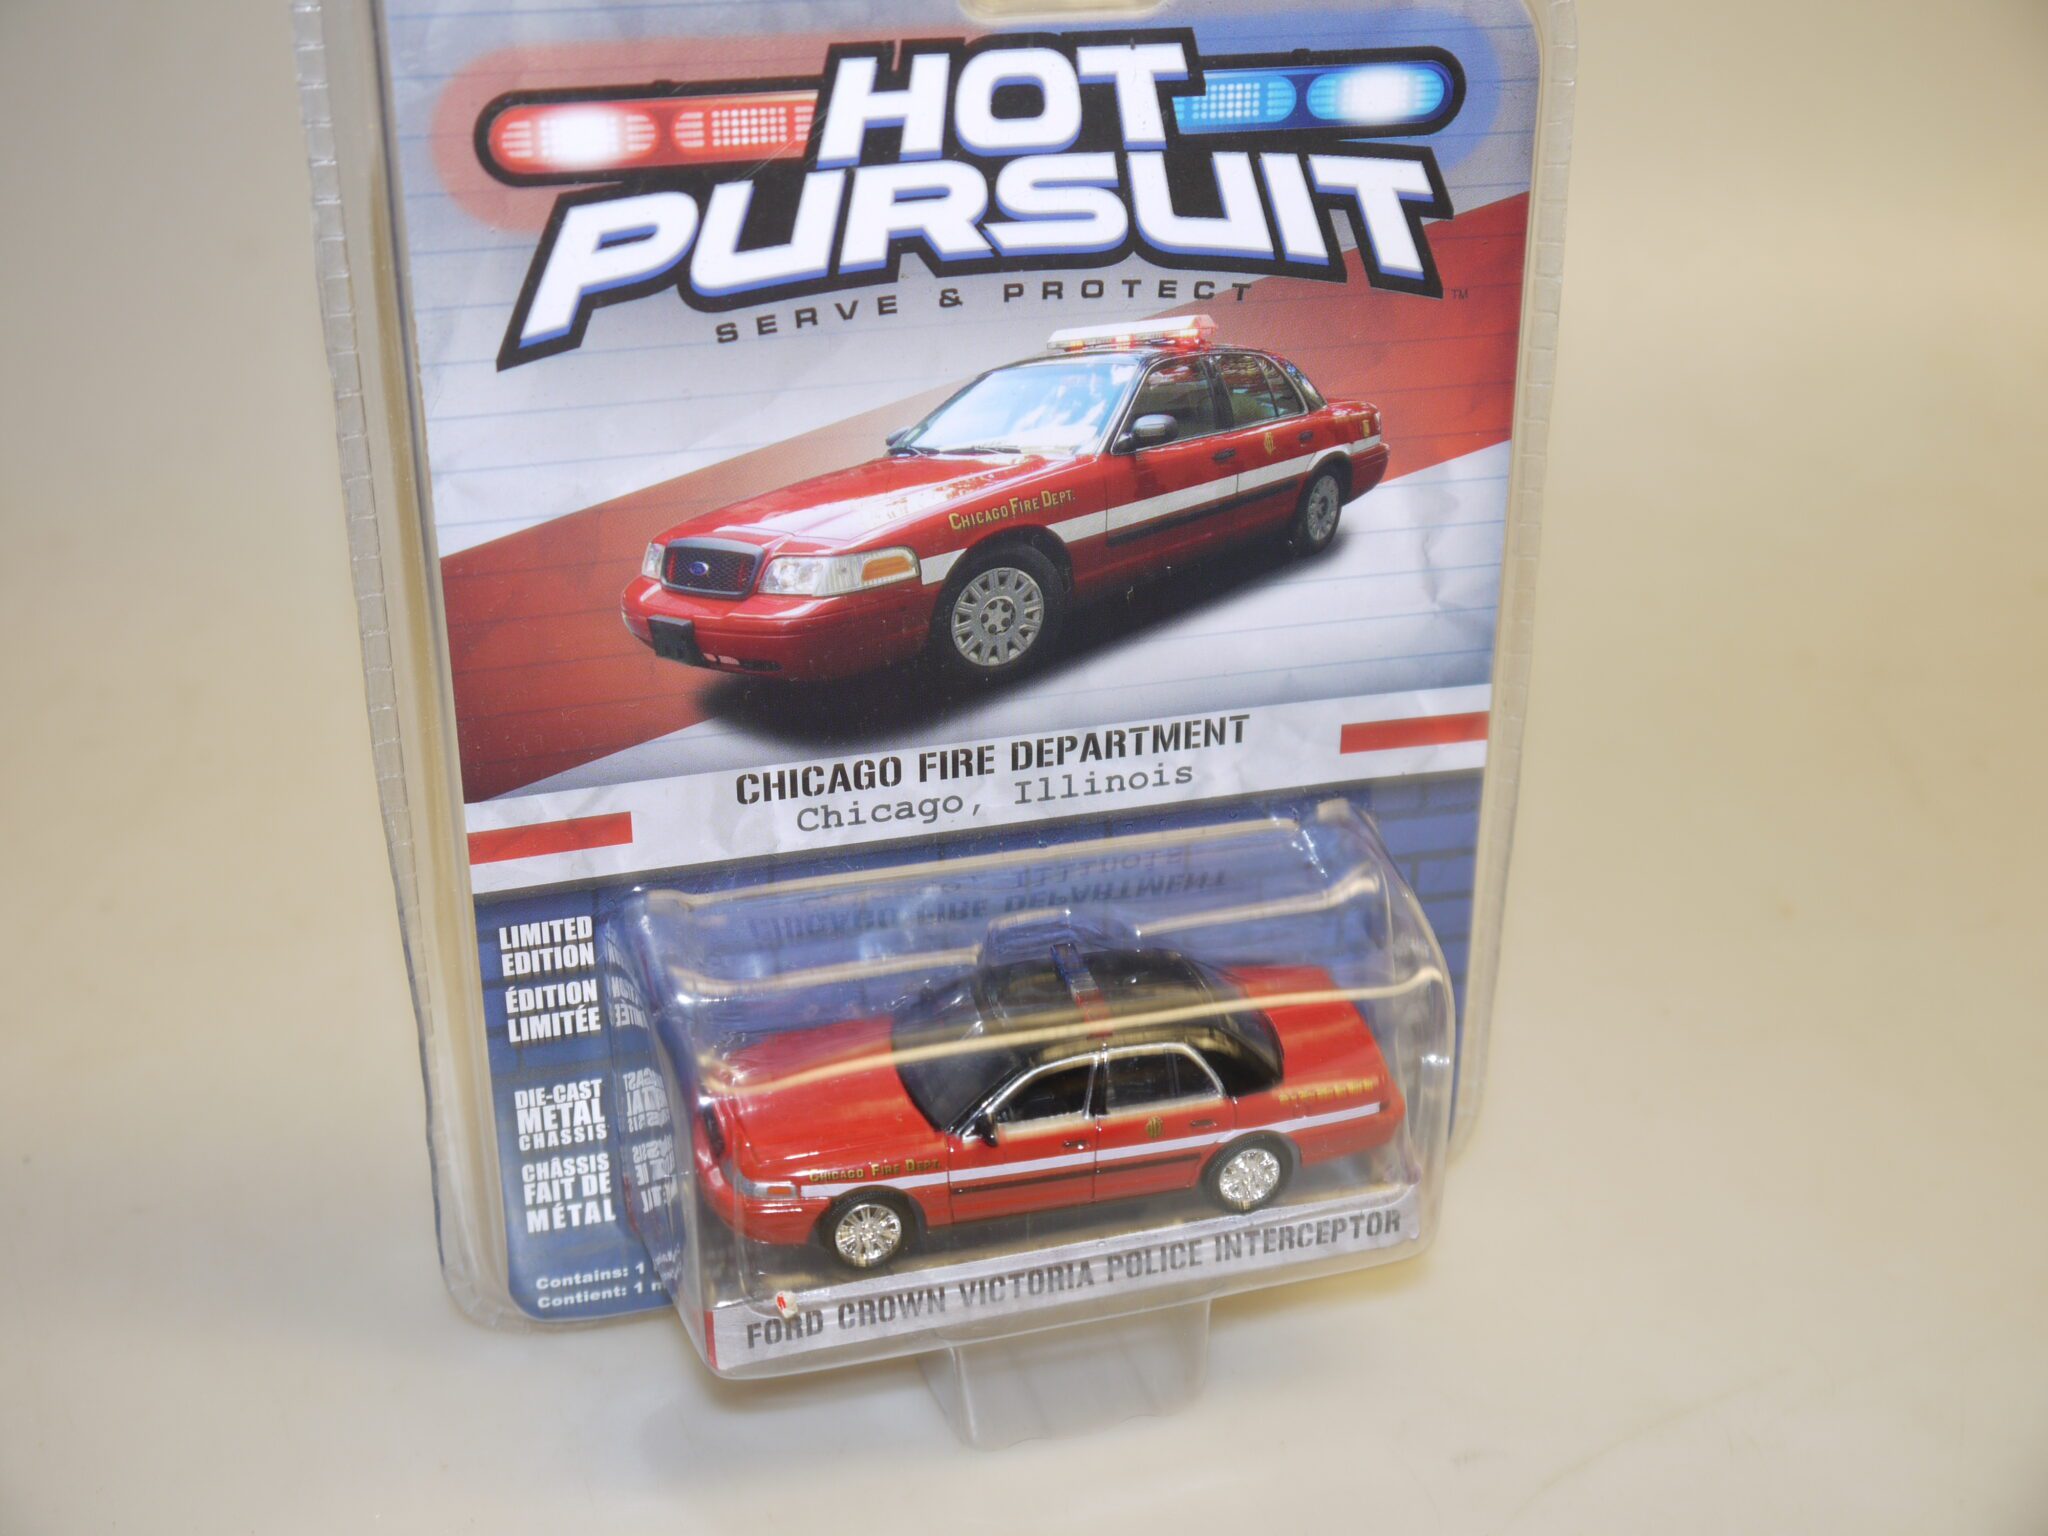 HOT
PURSUIT
SERVE & PROTECT
TM
CHICAGO FIRE DEPT.
CHICAGO FIRE DEPARTMENT
Chicago, Illinois
LIMITED
EDITION
ÉDITION
LIMITÉE
DIE-CAST
METAL
CHASSIS
CHÂSSIS
FAIT DE
MÉTAL
Contains: 1
Contient: 1
CHICAGO FIRE DEPT.
FORD CROWN VICTORIA POLICE INTERCEPTOR